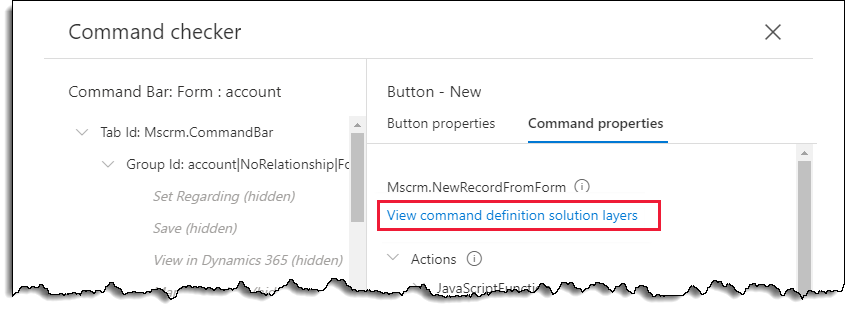 Command checker
Command Bar: Form : account
Tab Id: Mscrm.CommandBar
Group Id: account|NoRelationship|Fo
Set Regarding (hidden)
Save (hidden)
View in Dynamics 365 (hidden)
Button - New
Button properties
Command properties
Mscrm.NewRecordFromForm
View command definition solution layers
Actions